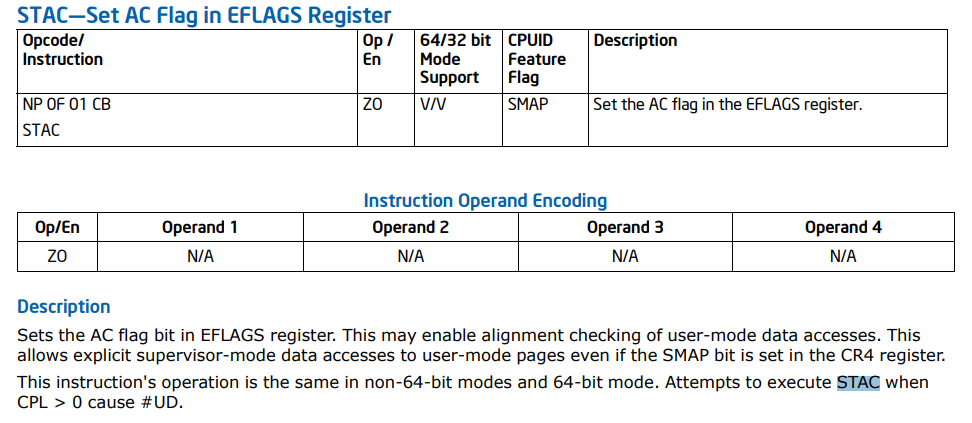 STAC—Set AC Flag in EFLAGS Register
Opcode/ Instruction Op / En 64/32 bit Mode Support CPUID Feature Flag Description
NP 0F 01 CB STAC ZO V/V SMAP Set the AC flag in the EFLAGS register.
Instruction Operand Encoding
Op/En Operand 1 Operand 2 Operand 3 Operand 4
ZO N/A N/A N/A N/A
Description
Sets the AC flag bit in EFLAGS register. This may enable alignment checking of user-mode data accesses. This
allows explicit supervisor-mode data accesses to user-mode pages even if the SMAP bit is set in the CR4 register.
This instruction's operation is the same in non-64-bit modes and 64-bit mode. Attempts to execute STAC when
CPL > 0 cause #UD.